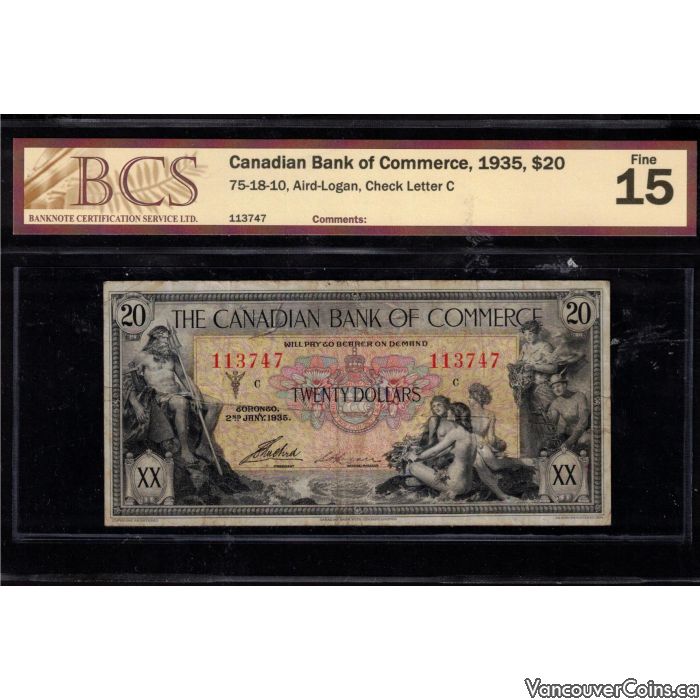 BCS
BANKNOTE CERTIFICATION SERVICE LTD.
Canadian Bank of Commerce, 1935, $20
75-18-10, Aird-Logan, Check Letter C
113747 Comments:
Fine
15
20 20
THE CANADIAN BANK OF COMMERCE
WILL PAY TO BEARER ON DEMAND
113747 113747
C C
TWENTY DOLLARS
TORONTO.
2ND JANY. 1935.
PRESIDENT
XX XX
VancouverCoins.ca